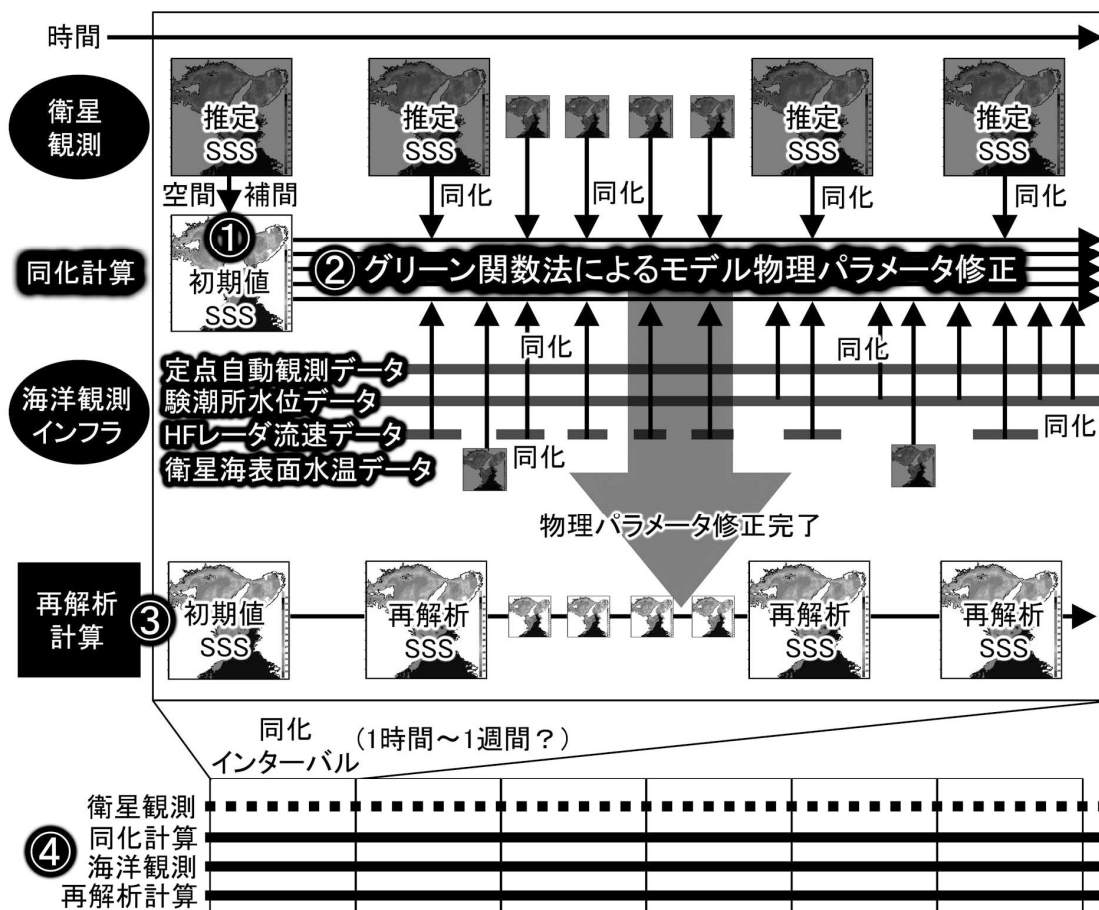 時間
衛星
観測
推定
SSS
推定
SSS
推定
SSS
推定
SSS
空間
補間
同化
同化
同化
同化
①
初期値
SSS
同化計算
②グリーン関数法によるモデル物理パラメータ修正
同化
同化
定点自動観測データ
海洋観測
インフラ
験潮所水位データ
HFレーダ流速データ
同化
衛星海表面水温データ
同化
物理パラメータ修正完了
再解析
計算
③
初期値
SSS
再解析
SSS
再解析
SSS
再解析
SSS
同化
インターバル
(1時間~1週間?)
④
衛星観測
同化計算
海洋観測
再解析計算